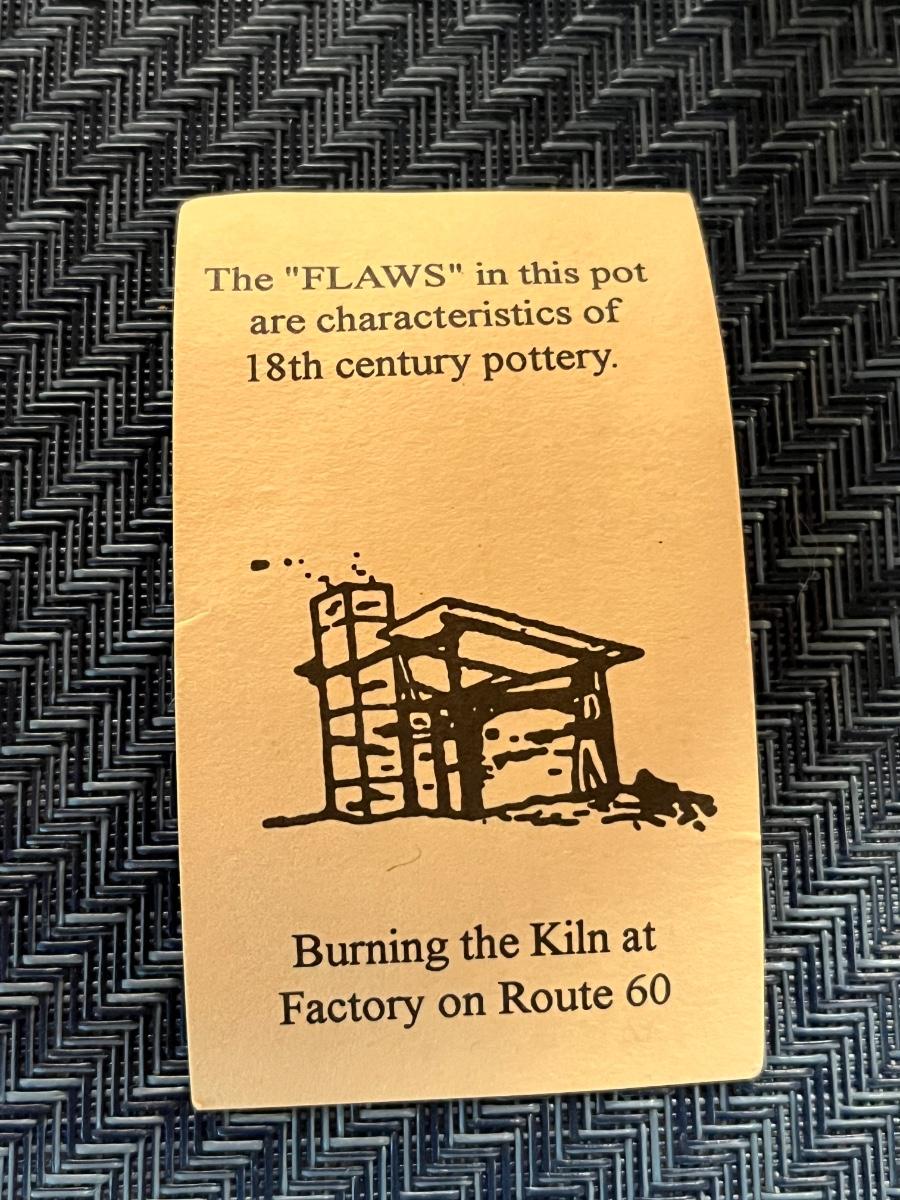 The "FLAWS" in this pot
are characteristics of
18th century pottery.
Burning the Kiln at
Factory on Route 60